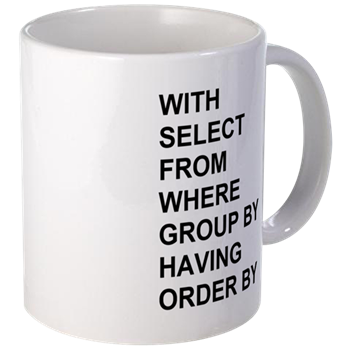 WITH
SELECT
FROM
WHERE
GROUP BY
HAVING
ORDER BY